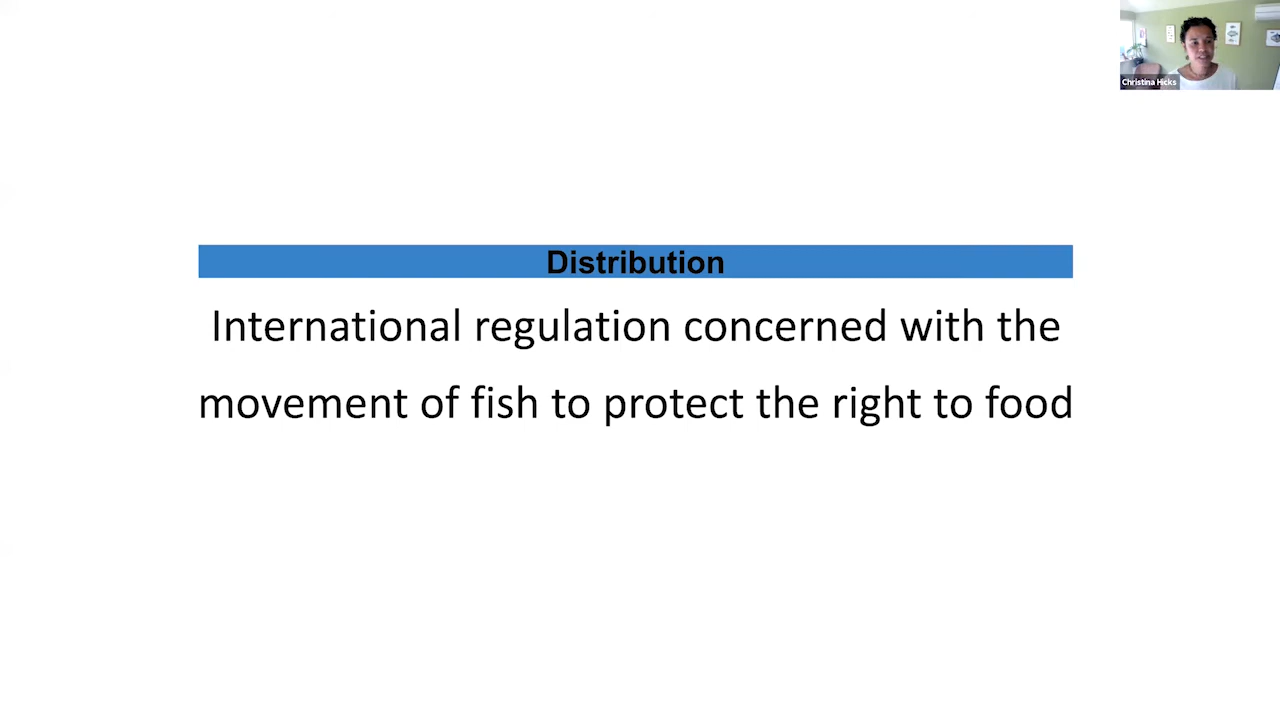 Christina Hicks
Distribution
International regulation concerned with the
movement of fish to protect the right to food